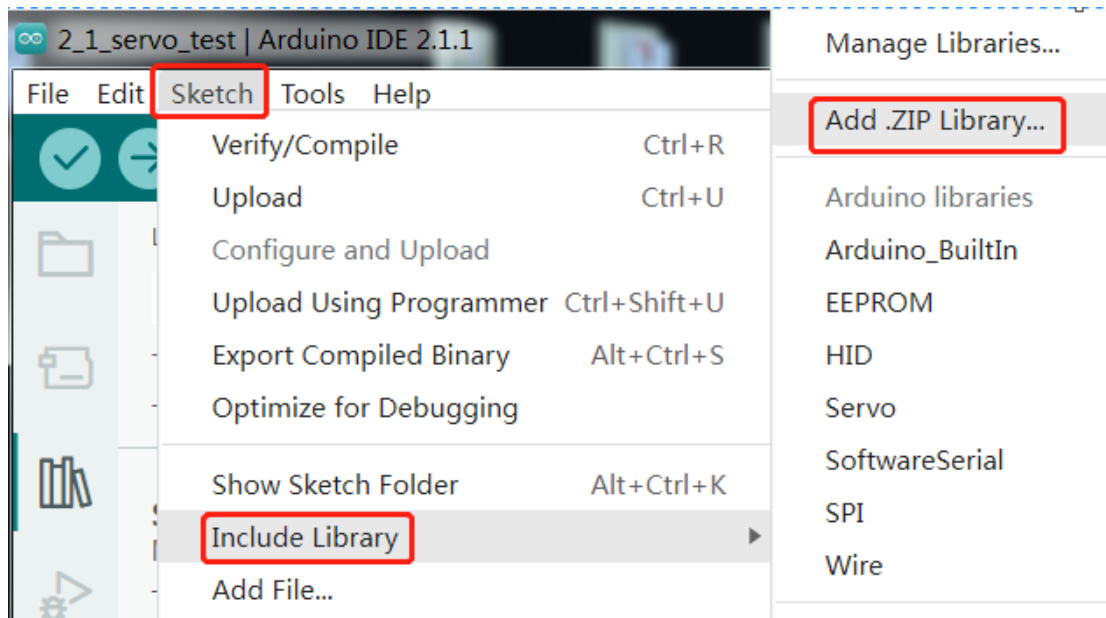 2_1_servo_test | Arduino IDE 2.1.1
File Edit Sketch Tools Help
Verify/Compile Ctrl+R
Upload Ctrl+U
Configure and Upload
Upload Using Programmer Ctrl+Shift+U
Export Compiled Binary Alt+Ctrl+S
Optimize for Debugging
Show Sketch Folder Alt+Ctrl+K
Include Library
Add File...
Manage Libraries...
Add .ZIP Library...
Arduino libraries
Arduino_BuiltIn
EEPROM
HID
Servo
SoftwareSerial
SPI
Wire